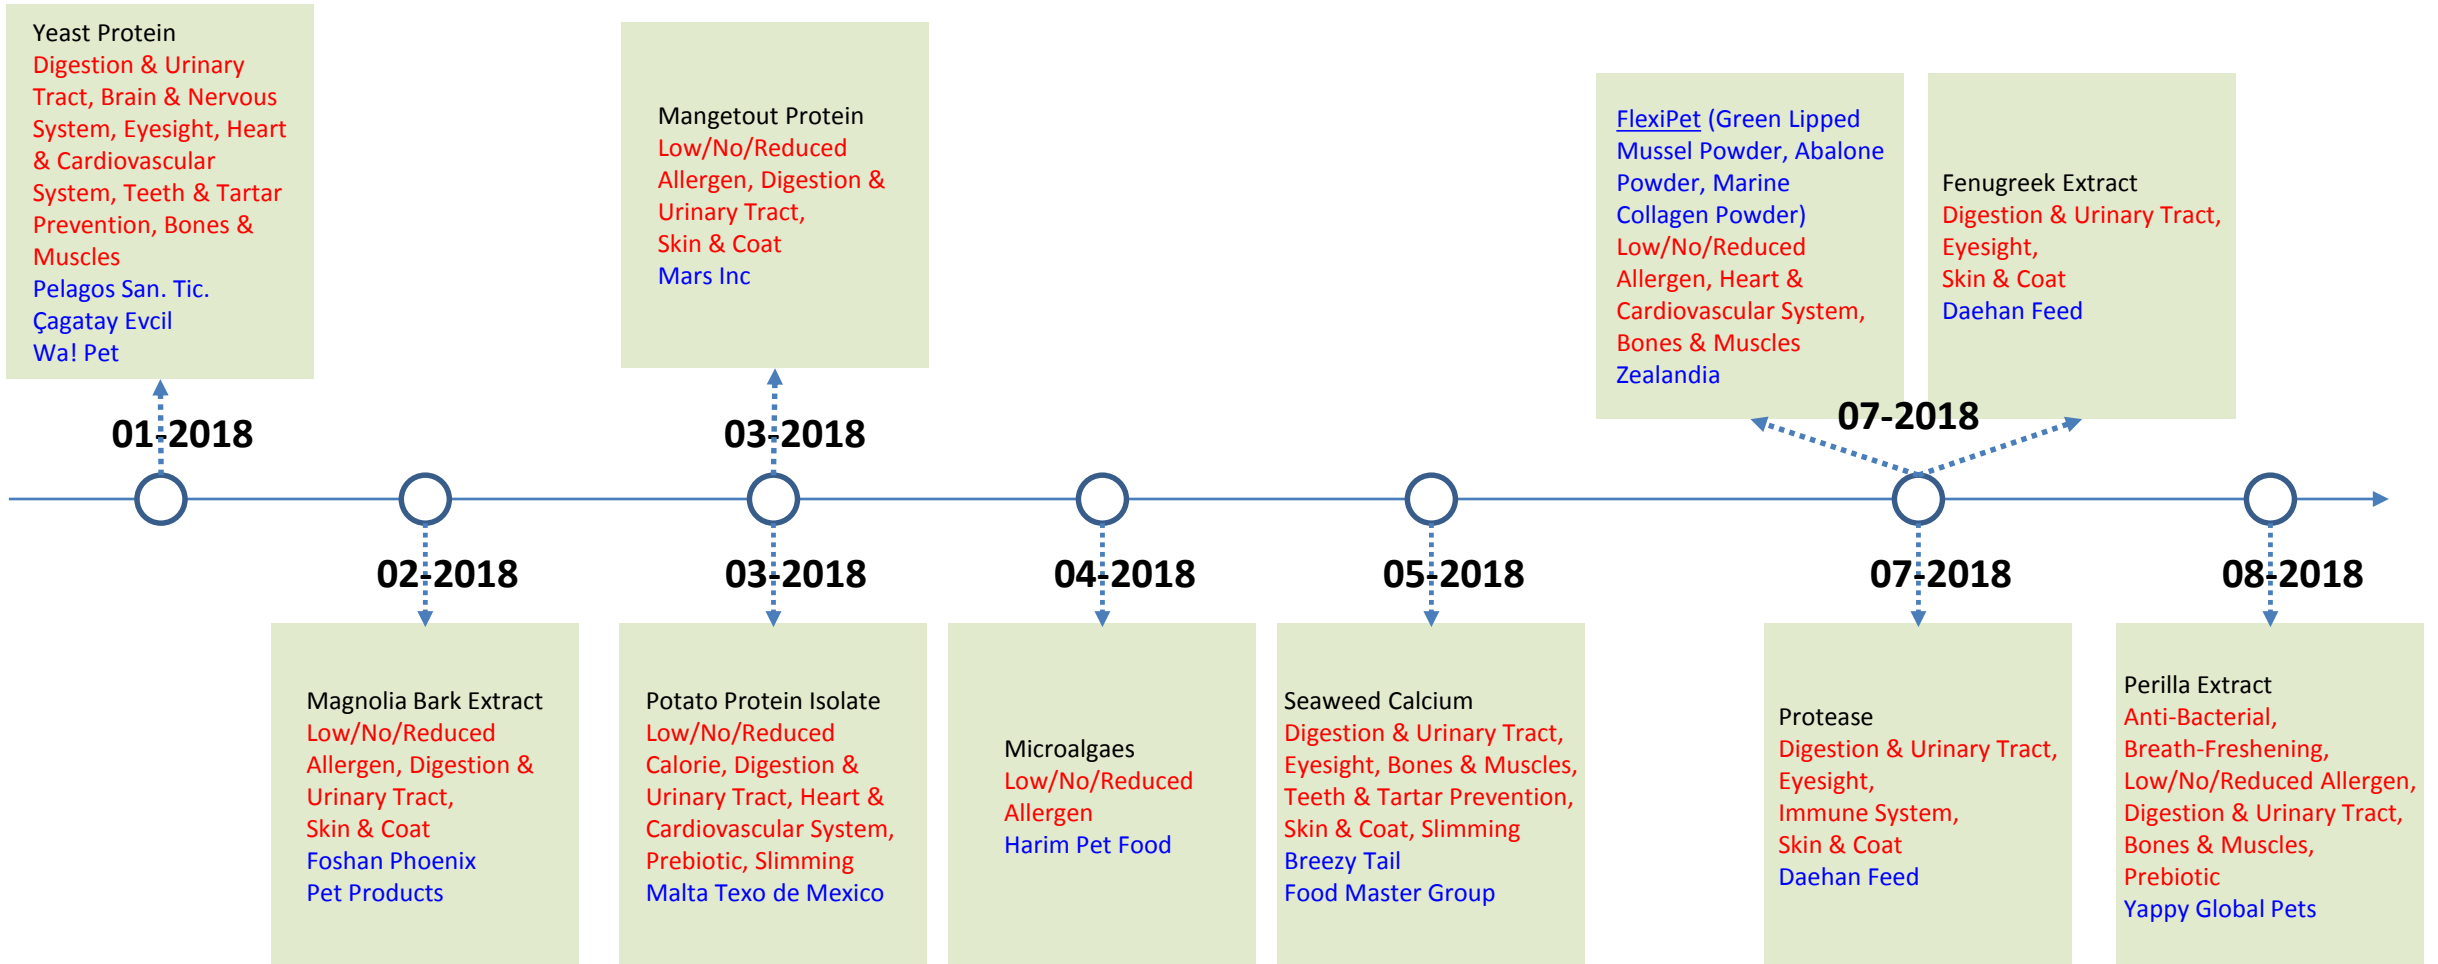 Yeast Protein
Digestion & Urinary
Tract, Brain & Nervous
System, Eyesight, Heart
& Cardiovascular
System, Teeth & Tartar
Prevention, Bones &
Muscles
Pelagos San. Tic.
Çagatay Evcil
Wa! Pet
01-2018
Mangetout Protein
Low/No/Reduced
Allergen, Digestion &
Urinary Tract,
Skin & Coat
Mars Inc
03-2018
FlexiPet (Green Lipped
Mussel Powder, Abalone
Powder, Marine
Collagen Powder)
Low/No/Reduced
Allergen, Heart &
Cardiovascular System,
Bones & Muscles
Zealandia
Fenugreek Extract
Digestion & Urinary Tract,
Eyesight,
Skin & Coat
Daehan Feed
07-2018
02-2018
Magnolia Bark Extract
Low/No/Reduced
Allergen, Digestion &
Urinary Tract,
Skin & Coat
Foshan Phoenix
Pet Products
03-2018
Potato Protein Isolate
Low/No/Reduced
Calorie, Digestion &
Urinary Tract, Heart &
Cardiovascular System,
Prebiotic, Slimming
Malta Texo de Mexico
04-2018
Microalgaes
Low/No/Reduced
Allergen
Harim Pet Food
05-2018
Seaweed Calcium
Digestion & Urinary Tract,
Eyesight, Bones & Muscles,
Teeth & Tartar Prevention,
Skin & Coat, Slimming
Breezy Tail
Food Master Group
07-2018
Protease
Digestion & Urinary Tract,
Eyesight,
Immune System,
Skin & Coat
Daehan Feed
08-2018
Perilla Extract
Anti-Bacterial,
Breath-Freshening,
Low/No/Reduced Allergen,
Digestion & Urinary Tract,
Bones & Muscles,
Prebiotic
Yappy Global Pets